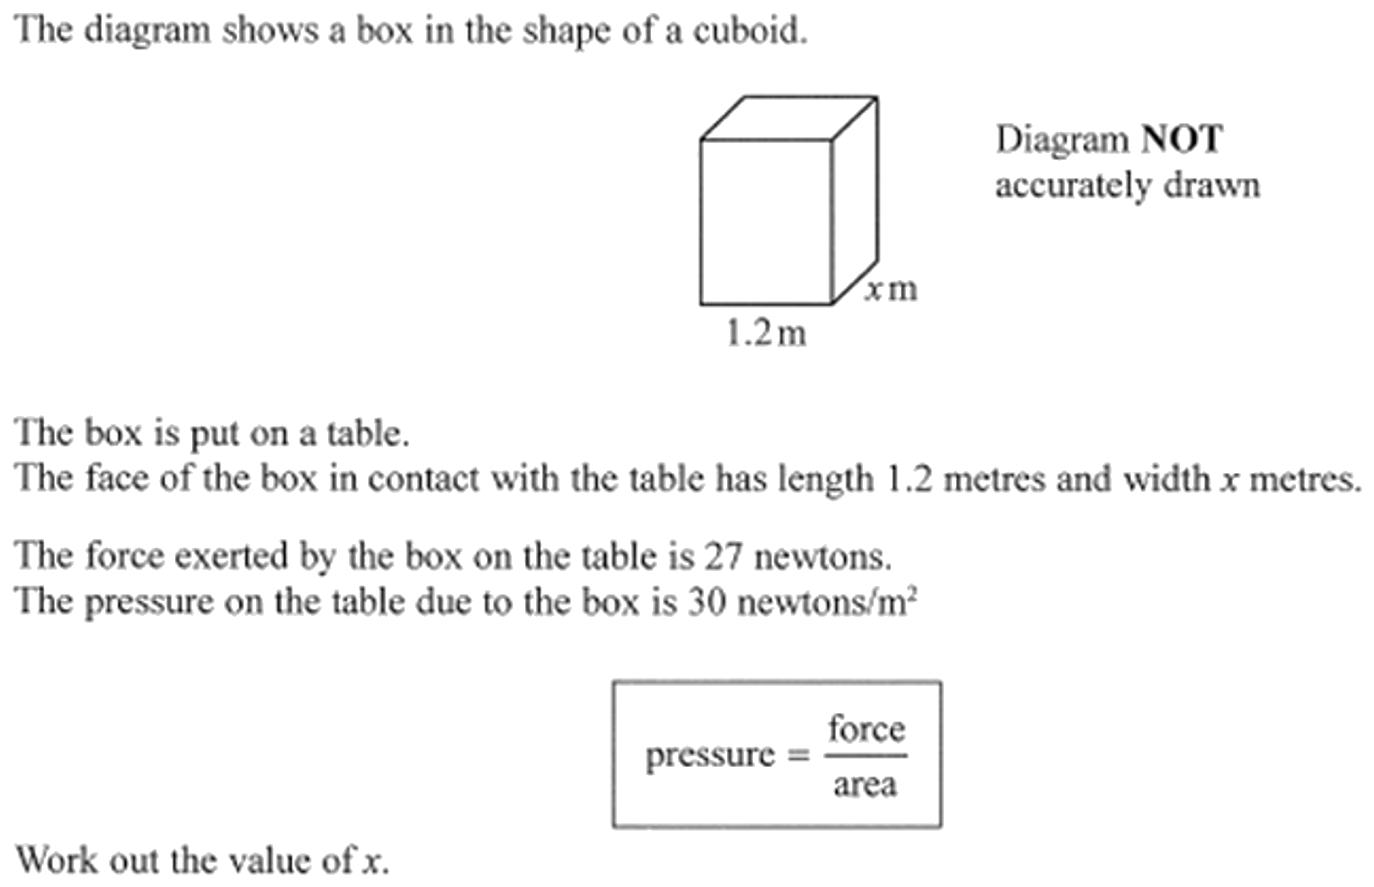 The diagram shows a box in the shape of a cuboid.
Diagram NOT
accurately drawn
x m
1.2 m
The box is put on a table.
The face of the box in contact with the table has length 1.2 metres and width x metres.
The force exerted by the box on the table is 27 newtons.
The pressure on the table due to the box is 30 newtons/m²
force
pressure =
area
Work out the value of x.